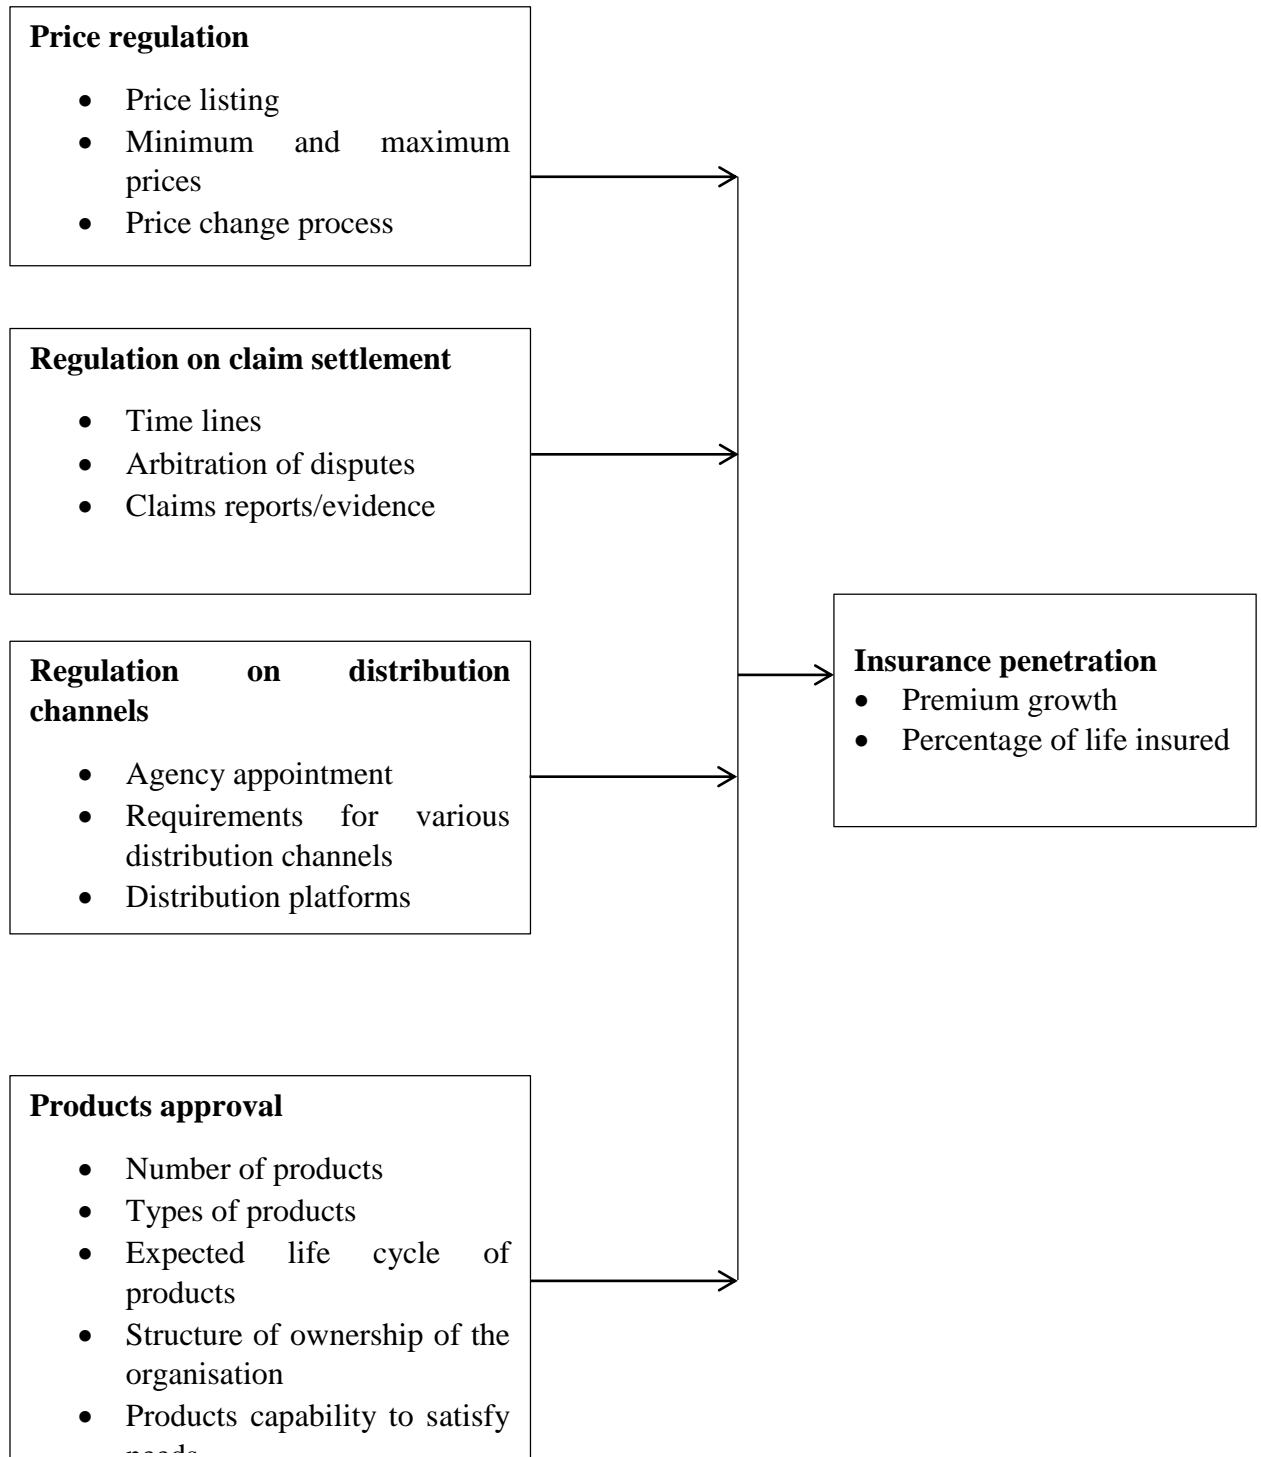 Price regulation
• Price listing
• Minimum and maximum
prices
• Price change process
Regulation on claim settlement
• Time lines
• Arbitration of disputes
• Claims reports/evidence
Regulation on distribution
channels
• Agency appointment
• Requirements for various
distribution channels
• Distribution platforms
Insurance penetration
• Premium growth
• Percentage of life insured
Products approval
• Number of products
• Types of products
• Expected life cycle of
products
• Structure of ownership of the
organisation
• Products capability to satisfy